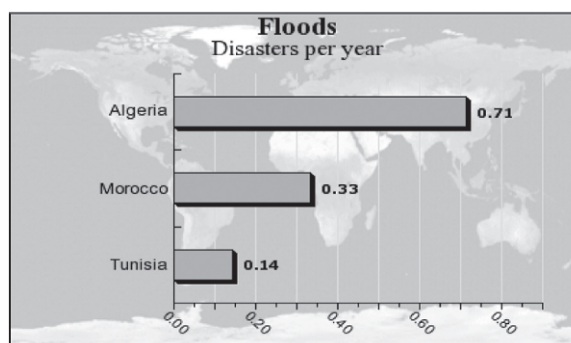 Floods
Disasters per year
Algeria 0.71
Morocco 0.33
Tunisia 0.14
0.00 0.20 0.40 0.60 0.80